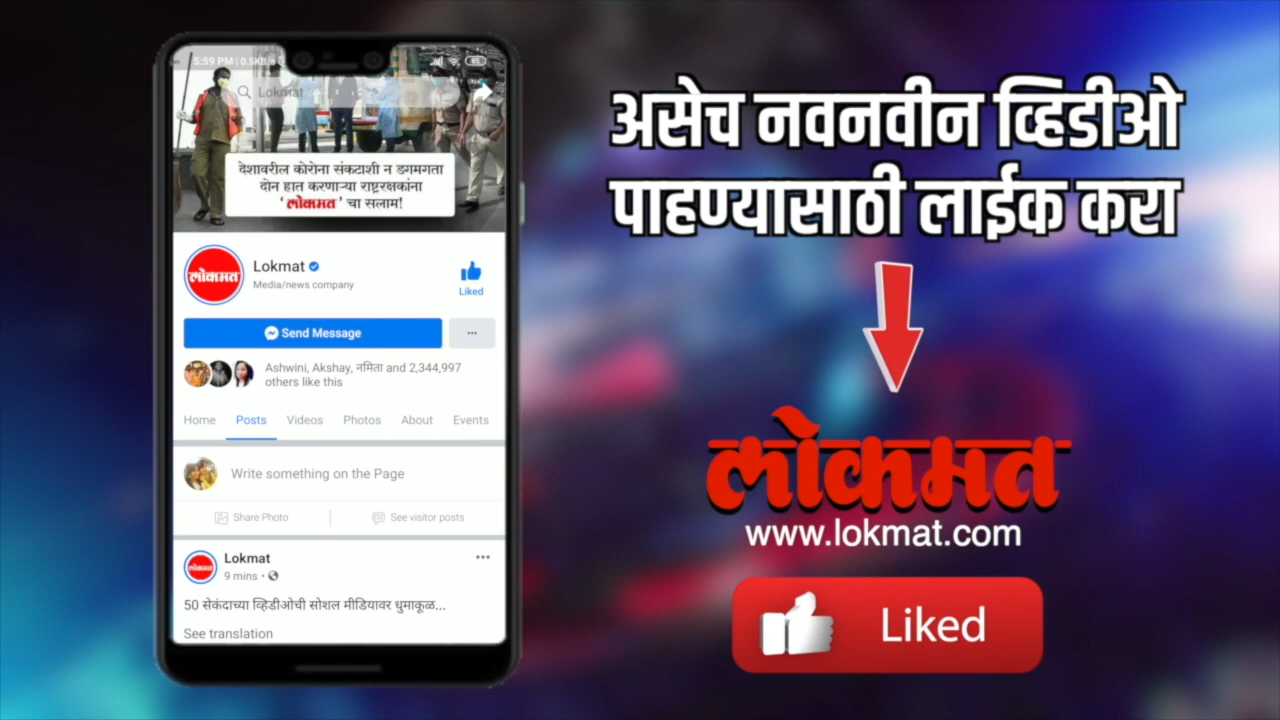 5:59 PM | 0.5KB/s
85
Lokmat
देशावरील कोरोना संकटाशी न डगमगता
दोन हात करणाऱ्या राष्ट्ररक्षकांना
‘लोकमत’ चा सलाम!
लोकमत
Lokmat
Media/news company
Liked
Send Message
Ashwini, Akshay, नमिता and 2,344,997
others like this
Home Posts Videos Photos About Events
Write something on the Page
Share Photo
See visitor posts
लोकमत
Lokmat
9 mins
50 सेकंदाच्या व्हिडीओची सोशल मीडियावर धुमाकूळ...
See translation
असेच नवनवीन व्हिडीओ
पाहण्यासाठी लाईक करा
लोकमत
www.lokmat.com
Liked